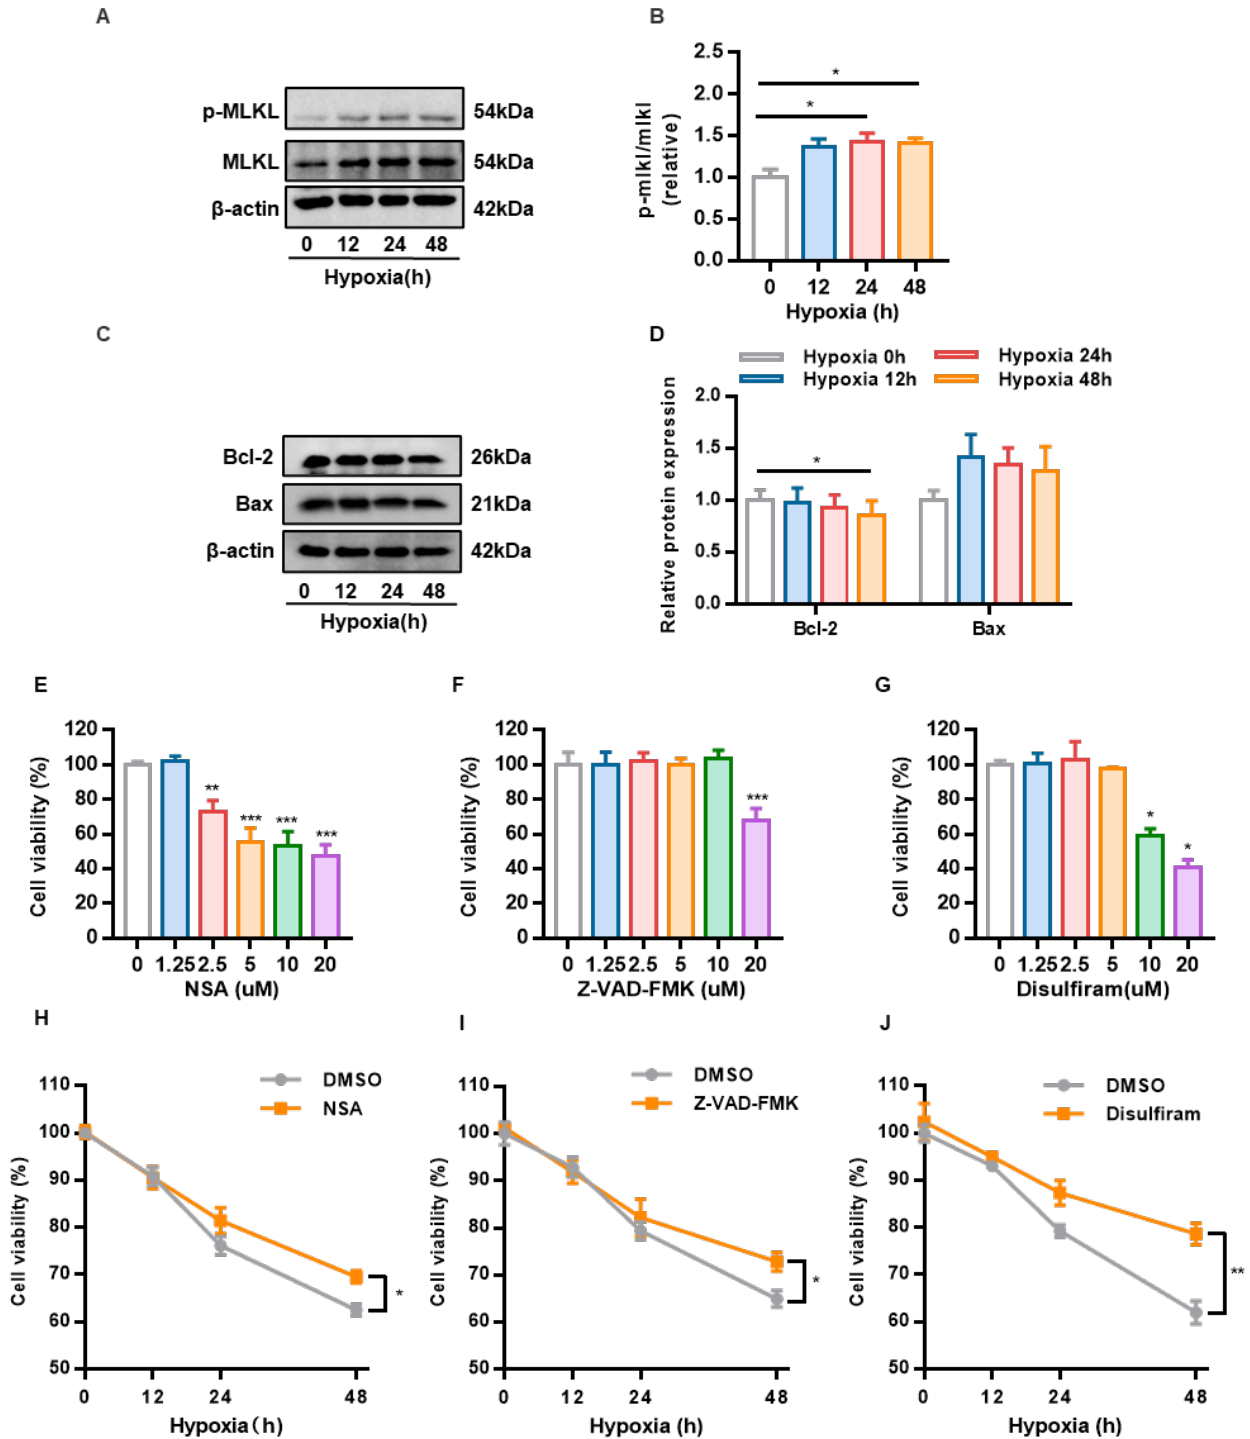 A
p-MLKL 54kDa
MLKL 54kDa
β-actin 42kDa
0 12 24 48
Hypoxia(h)
B
p-mlkl/mlkl
(relative)
2.5
2.0
1.5
1.0
0.5
0.0
*
*
0 12 24 48
Hypoxia (h)
C
Bcl-2 26kDa
Bax 21kDa
β-actin 42kDa
0 12 24 48
Hypoxia(h)
D
Hypoxia 0h Hypoxia 24h
Hypoxia 12h Hypoxia 48h
Relative protein expression
2.0
1.5
1.0
0.5
0.0
*
Bcl-2 Bax
E
Cell viability (%)
120
100
80
60
40
20
0
** *** *** ***
0 1.25 2.5 5 10 20
NSA (uM)
F
Cell viability (%)
120
100
80
60
40
20
0
***
0 1.25 2.5 5 10 20
Z-VAD-FMK (uM)
G
Cell viability (%)
120
100
80
60
40
20
0
* *
0 1.25 2.5 5 10 20
Disulfiram(uM)
H
DMSO
NSA
Cell viability (%)
110
100
90
80
70
60
50
*
0 12 24 48
Hypoxia(h)
I
DMSO
Z-VAD-FMK
Cell viability (%)
110
100
90
80
70
60
50
*
0 12 24 48
Hypoxia (h)
J
DMSO
Disulfiram
Cell viability (%)
110
100
90
80
70
60
50
**
0 12 24 48
Hypoxia (h)